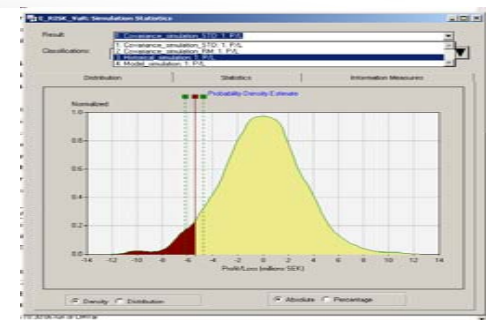 E_RISK_VaR: Simulation Statistics
Result:
1. Covariance_simulation_STD: 1. P/L
2. Covariance_simulation_RM: 1. P/L
3. Historical_simulation: 1. P/L
4. Model_simulation: 1. P/L
Classifications:
Distribution Statistics Information Measures
Probability Density Estimate
Normalized
1.0
0.8
0.6
0.4
0.2
0.0
-14 -12 -10 -8 -6 -4 -2 0 2 4 6 8 10 12 14
Profit/Loss (millions SEK)
Density Distribution Absolute Percentage